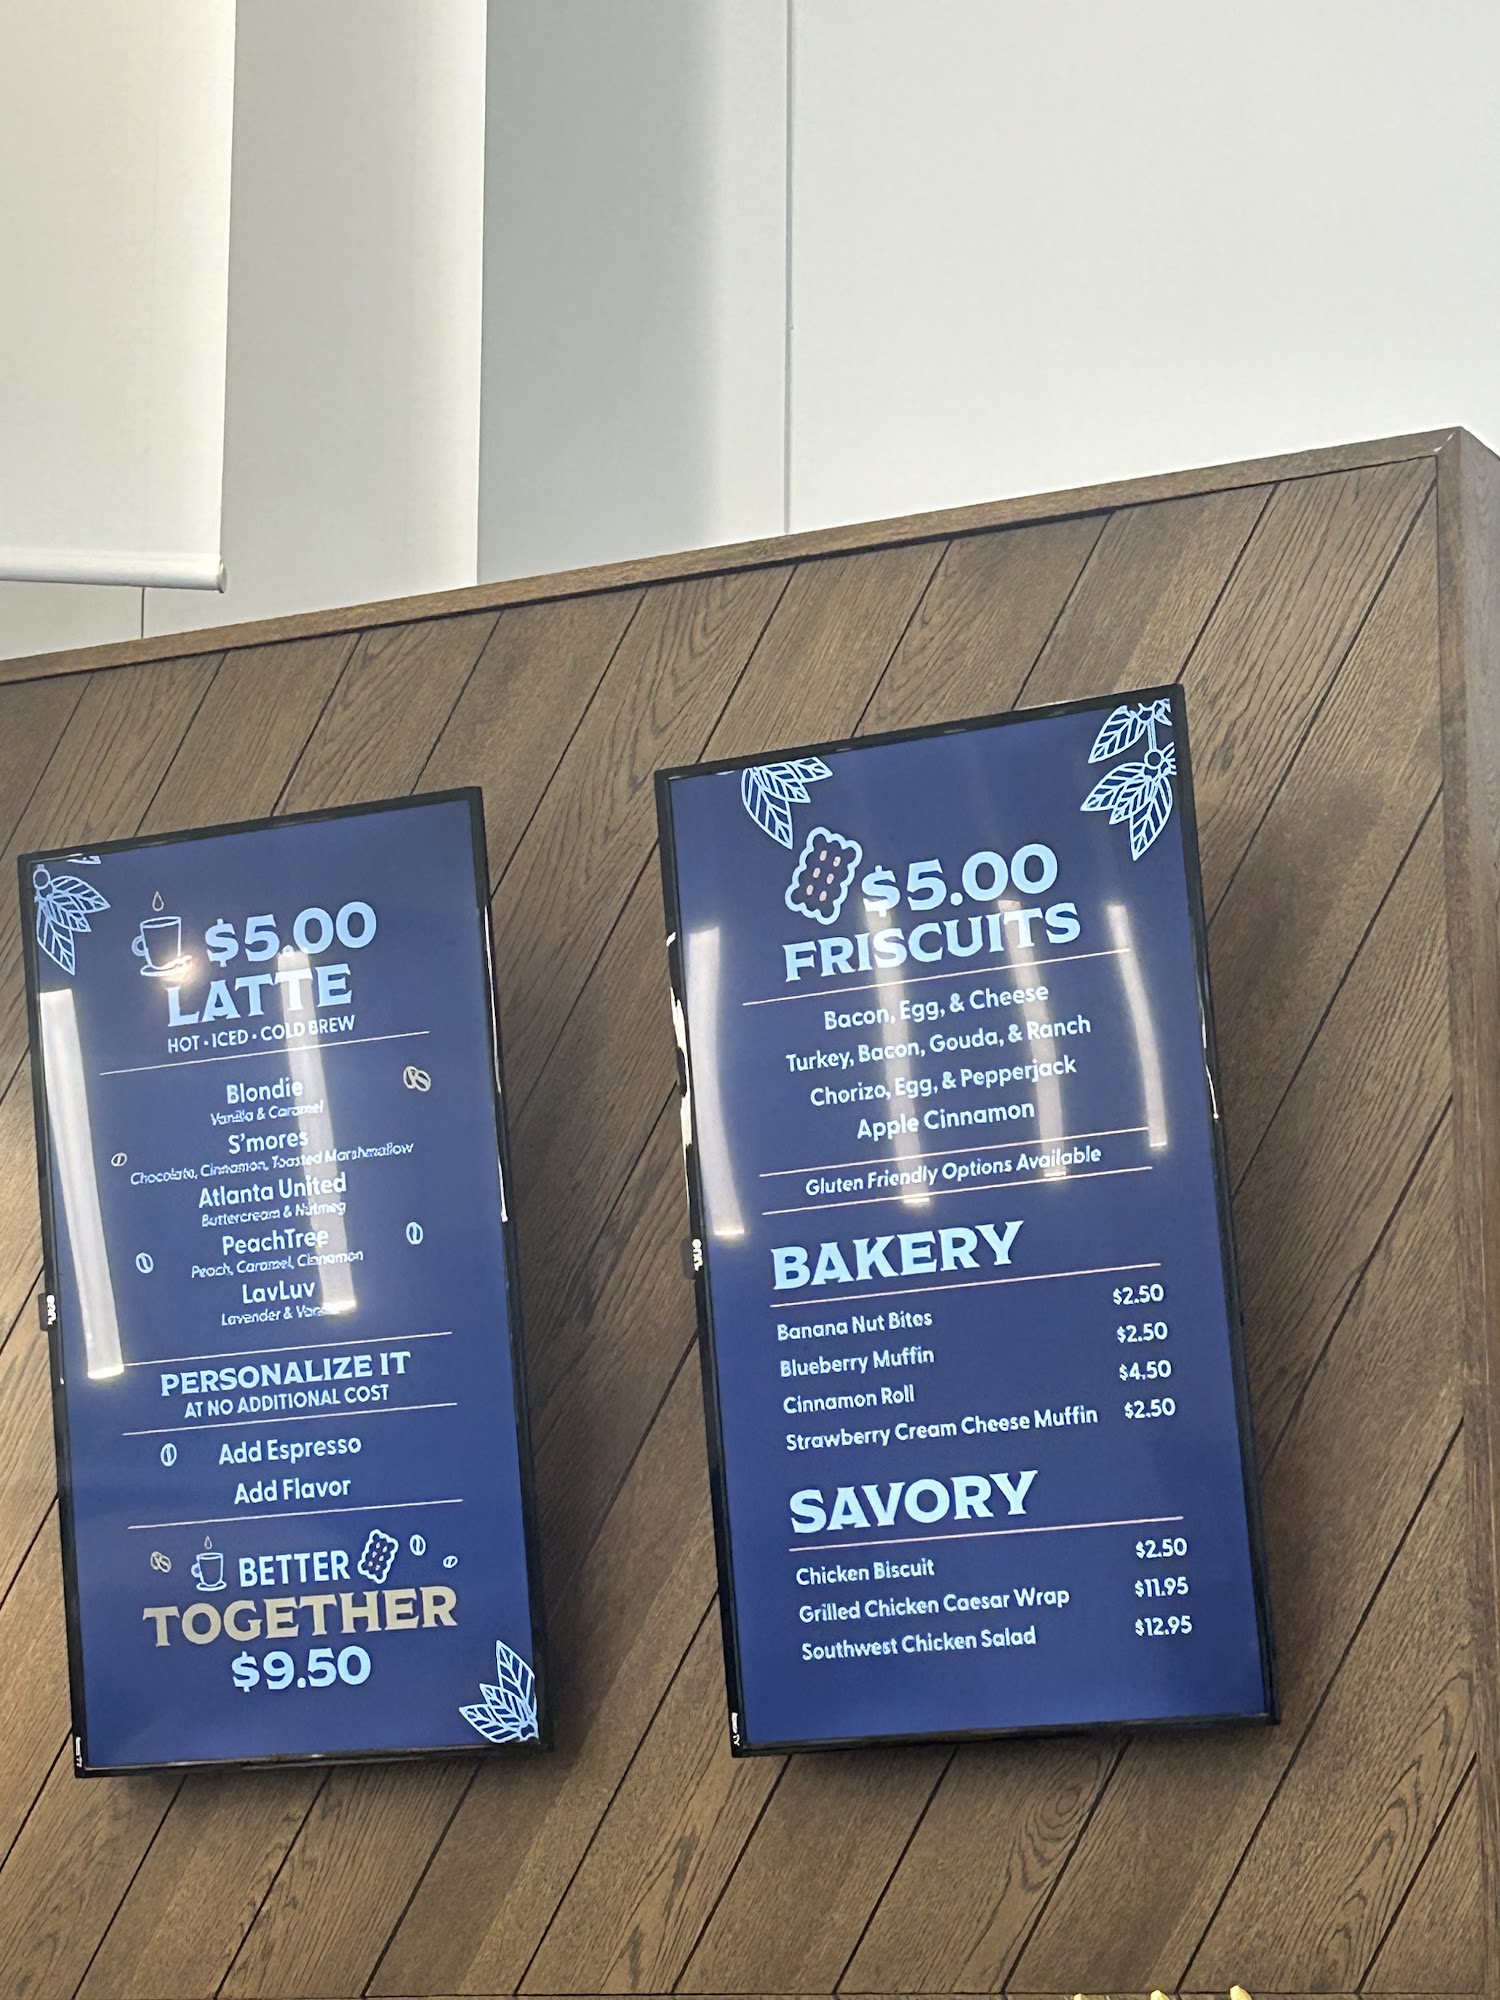 $5.00
LATTE
HOT • ICED • COLD BREW
Blondie
Vanilla & Caramel
S'mores
Chocolate, Cinnamon, Toasted Marshmallow
Atlanta United
Buttercream & Nutmeg
PeachTree
Peach, Caramel, Cinnamon
LavLuv
Lavender &
PERSONALIZE IT
AT NO ADDITIONAL COST
Add Espresso
Add Flavor
BETTER
TOGETHER
$9.50
$5.00
FRISCUITS
Bacon, Egg, & Cheese
Turkey, Bacon, Gouda, & Ranch
Chorizo, Egg, & Pepperjack
Apple Cinnamon
Gluten Friendly Options Available
BAKERY
Banana Nut Bites $2.50
Blueberry Muffin $2.50
Cinnamon Roll $4.50
Strawberry Cream Cheese Muffin $2.50
SAVORY
Chicken Biscuit $2.50
Grilled Chicken Caesar Wrap $11.95
Southwest Chicken Salad $12.95